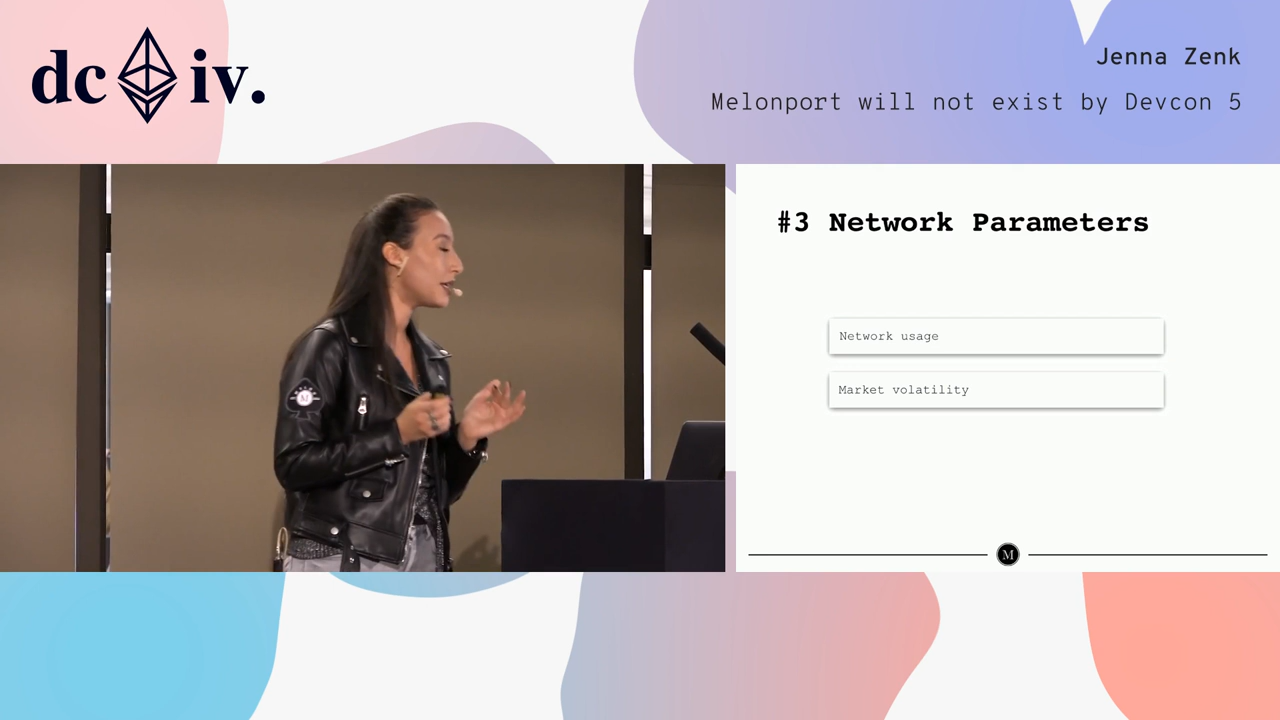 dc iv.
Jenna Zenk
Melonport will not exist by Devcon 5
#3 Network Parameters
Network usage
Market volatility
M
M